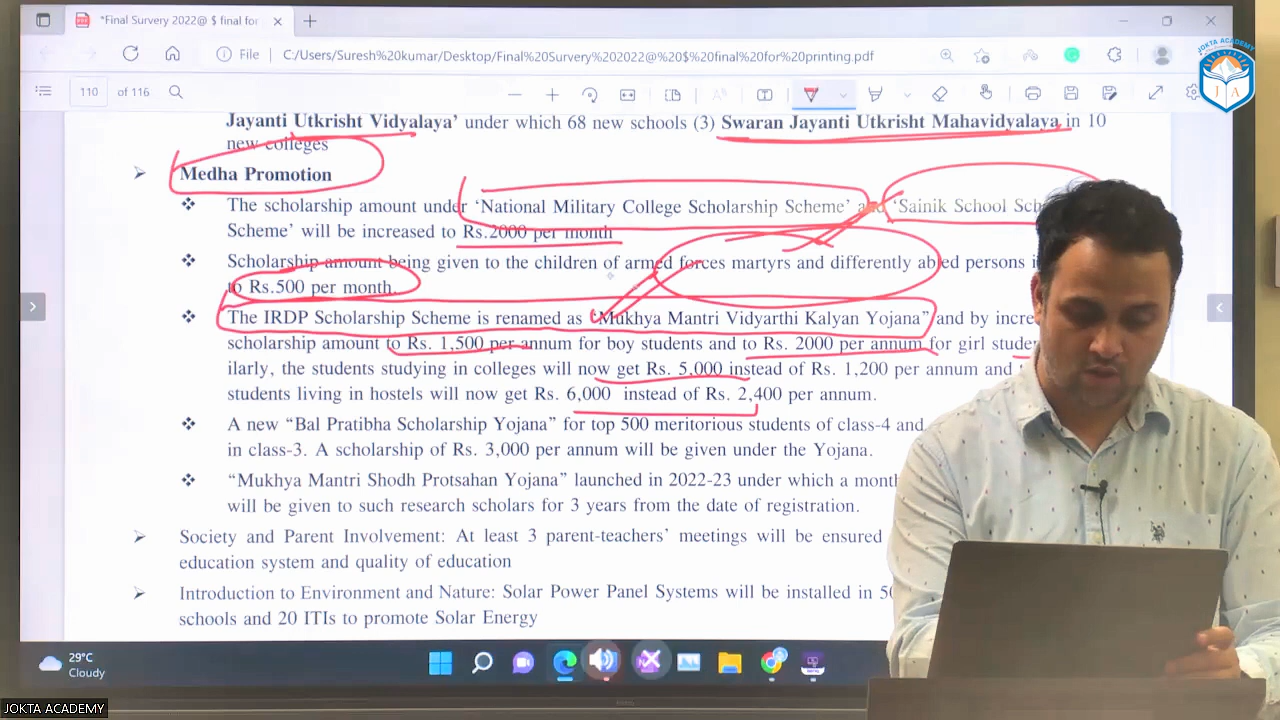 *Final Survery 2022@ $ final for
File
C:/Users/Suresh%20kumar/Desktop/Final%20Survery%202022@%20$%20final%20for%20printing.pdf
110 of 116
JOKTA ACADEMY
J A
Jayanti Utkrisht Vidyalaya' under which 68 new schools (3) Swaran Jayanti Utkrisht Mahavidyalaya in 10
new colleges
Medha Promotion
The scholarship amount under 'National Military College Scholarship Scheme' and 'Sainik School
Scheme' will be increased to Rs.2000 per month
Scholarship amount being given to the children of armed forces martyrs and differently abled persons
to Rs.500 per month.
The IRDP Scholarship Scheme is renamed as "Mukhya Mantri Vidyarthi Kalyan Yojana" and by
scholarship amount to Rs. 1,500 per annum for boy students and to Rs. 2000 per annum for girl
ilarly, the students studying in colleges will now get Rs. 5,000 instead of Rs. 1,200 per annum and
students living in hostels will now get Rs. 6,000 instead of Rs. 2,400 per annum.
A new "Bal Pratibha Scholarship Yojana" for top 500 meritorious students of class-4 and
in class-3. A scholarship of Rs. 3,000 per annum will be given under the Yojana.
"Mukhya Mantri Shodh Protsahan Yojana" launched in 2022-23 under which a
will be given to such research scholars for 3 years from the date of registration.
Society and Parent Involvement: At least 3 parent-teachers' meetings will be ensured
education system and quality of education
Introduction to Environment and Nature: Solar Power Panel Systems will be installed in
schools and 20 ITIs to promote Solar Energy
29°C
Cloudy
JOKTA ACADEMY